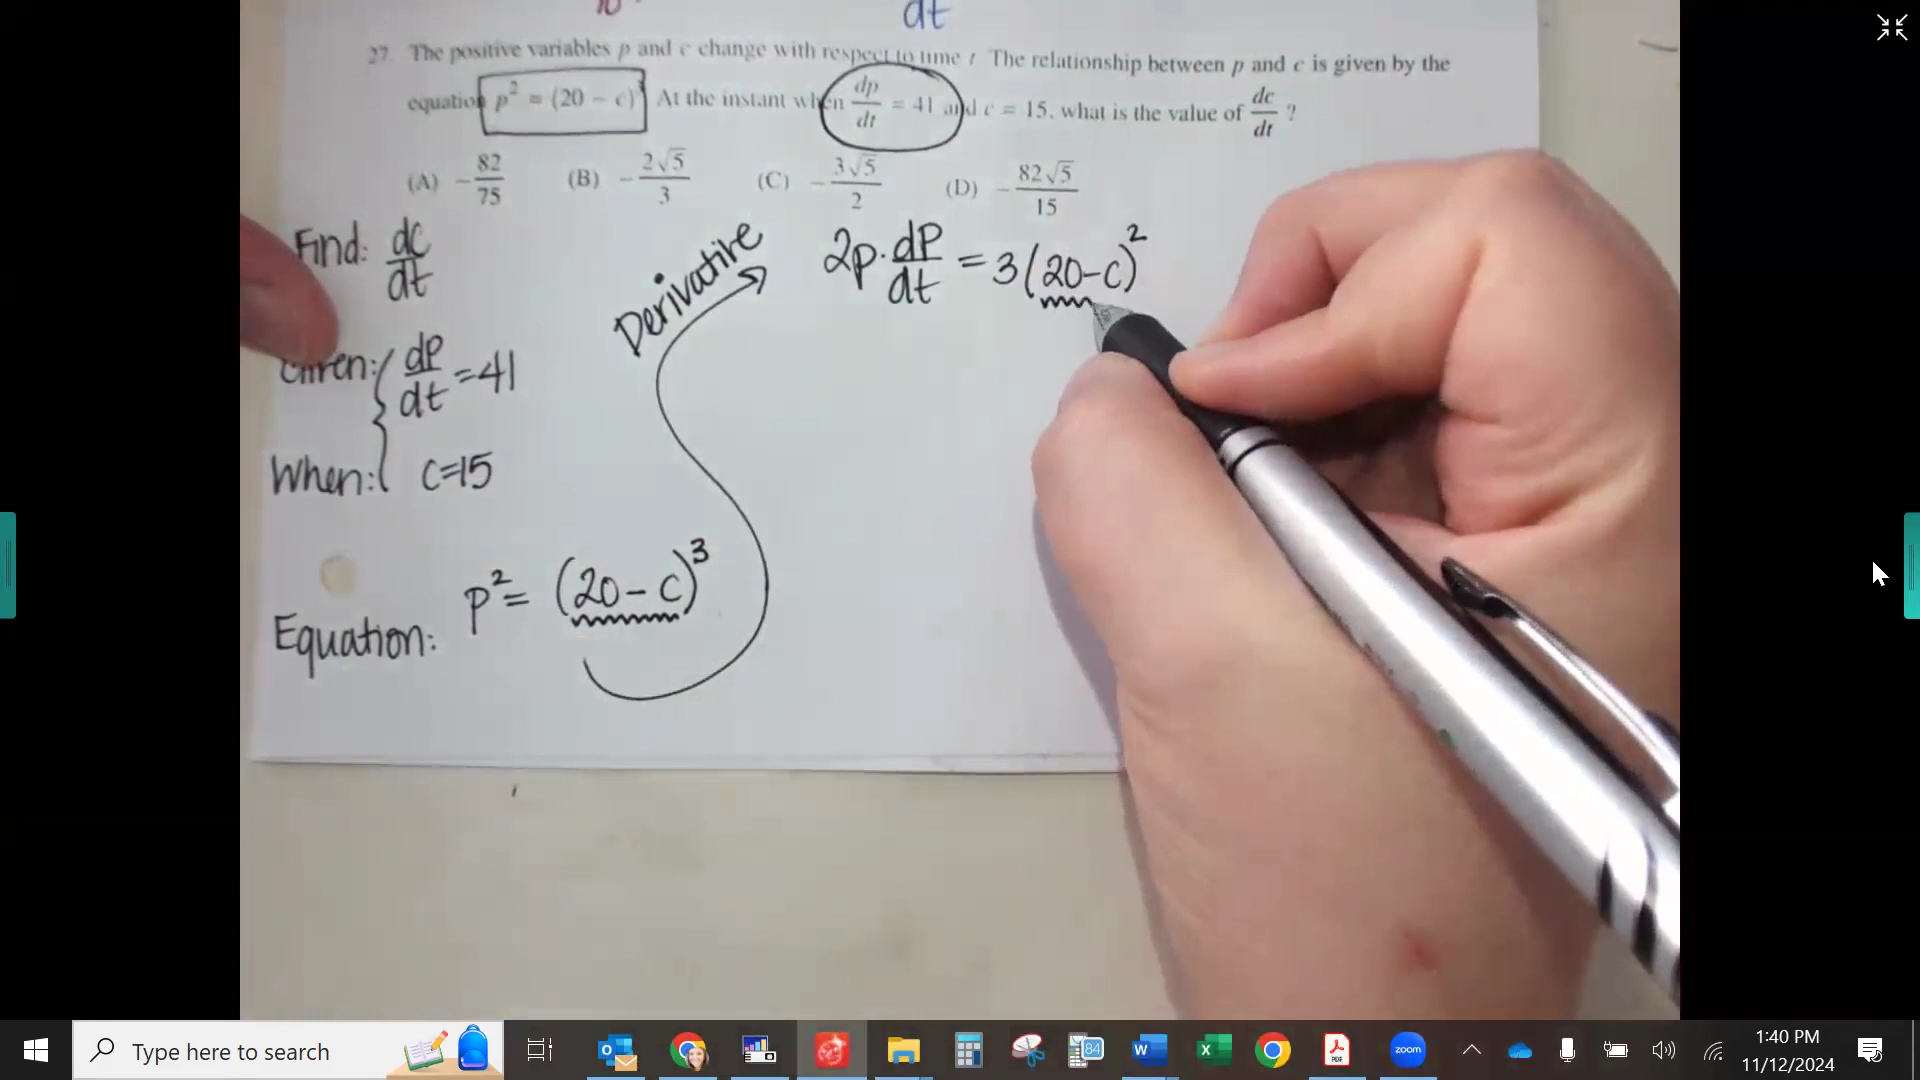 dt
27. The positive variables p and c change with respect to time t. The relationship between p and c is given by the
equation p² = (20 − c)³. At the instant when dp/dt = 41 and c = 15, what is the value of dc/dt ?
(A) −82/75 (B) −2√5/3 (C) −3√5/2 (D) −82√5/15
Find: dc/dt
Derivative
2p · dP/dt = 3(20-c)²
Given: dP/dt = 41
When: c=15
Equation: p² = (20-c)³
Type here to search
84
zoom
1:40 PM
11/12/2024